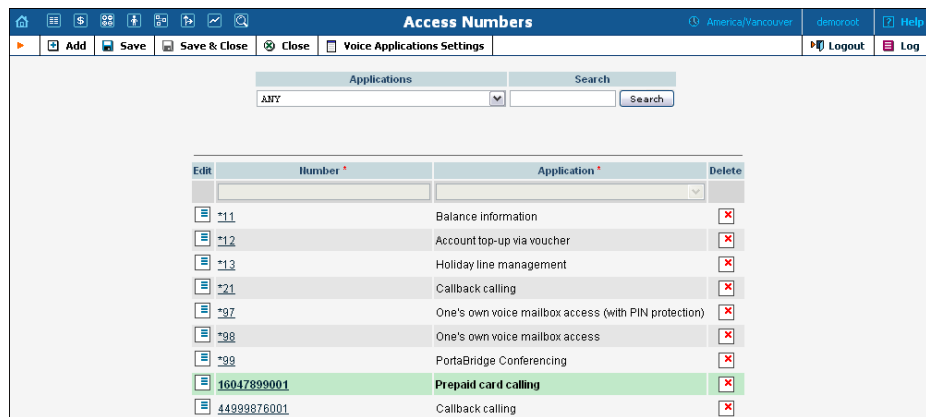 Access Numbers America/Vancouver demoroot Help
Add Save Save & Close Close Voice Applications Settings Logout Log
Applications Search
ANY Search
Edit Number * Application * Delete
*11 Balance information
*12 Account top-up via voucher
*13 Holiday line management
*21 Callback calling
*97 One's own voice mailbox access (with PIN protection)
*98 One's own voice mailbox access
*99 PortaBridge Conferencing
16047899001 Prepaid card calling
44999876001 Callback calling